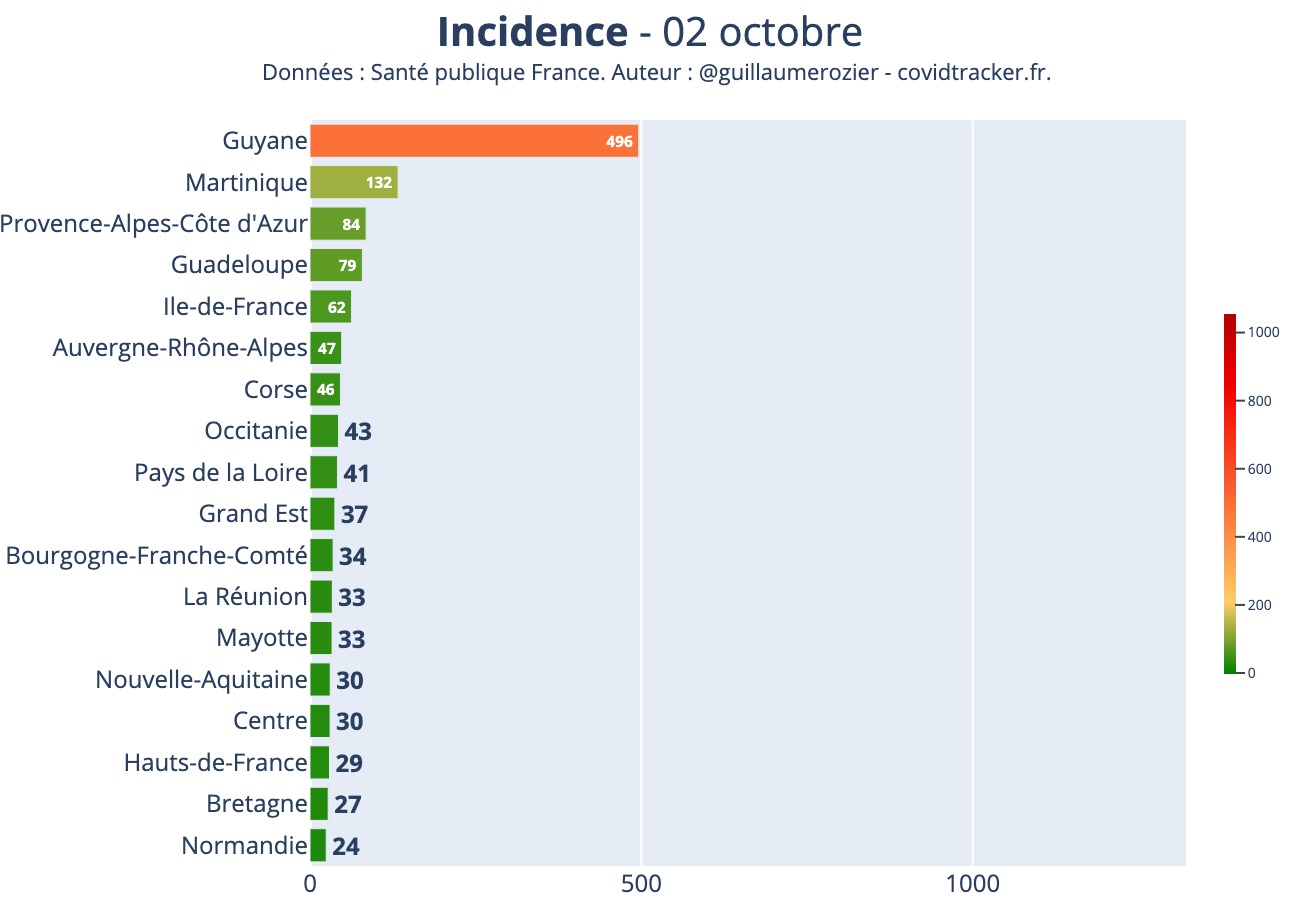 Incidence - 02 octobre
Données : Santé publique France. Auteur : @guillaumerozier - covidtracker.fr.
Guyane 496
Martinique 132
Provence-Alpes-Côte d'Azur 84
Guadeloupe 79
Ile-de-France 62
Auvergne-Rhône-Alpes 47
Corse 46
Occitanie 43
Pays de la Loire 41
Grand Est 37
Bourgogne-Franche-Comté 34
La Réunion 33
Mayotte 33
Nouvelle-Aquitaine 30
Centre 30
Hauts-de-France 29
Bretagne 27
Normandie 24
0 500 1000
1000
800
600
400
200
0